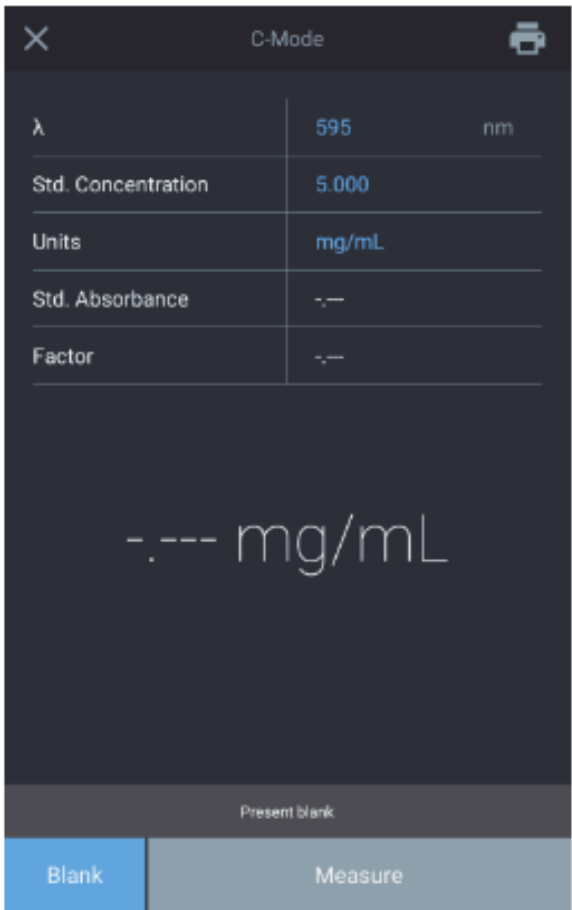 C-Mode
λ 595 nm
Std. Concentration 5.000
Units mg/mL
Std. Absorbance -.---
Factor -.---
-.--- mg/mL
Present blank
Blank Measure